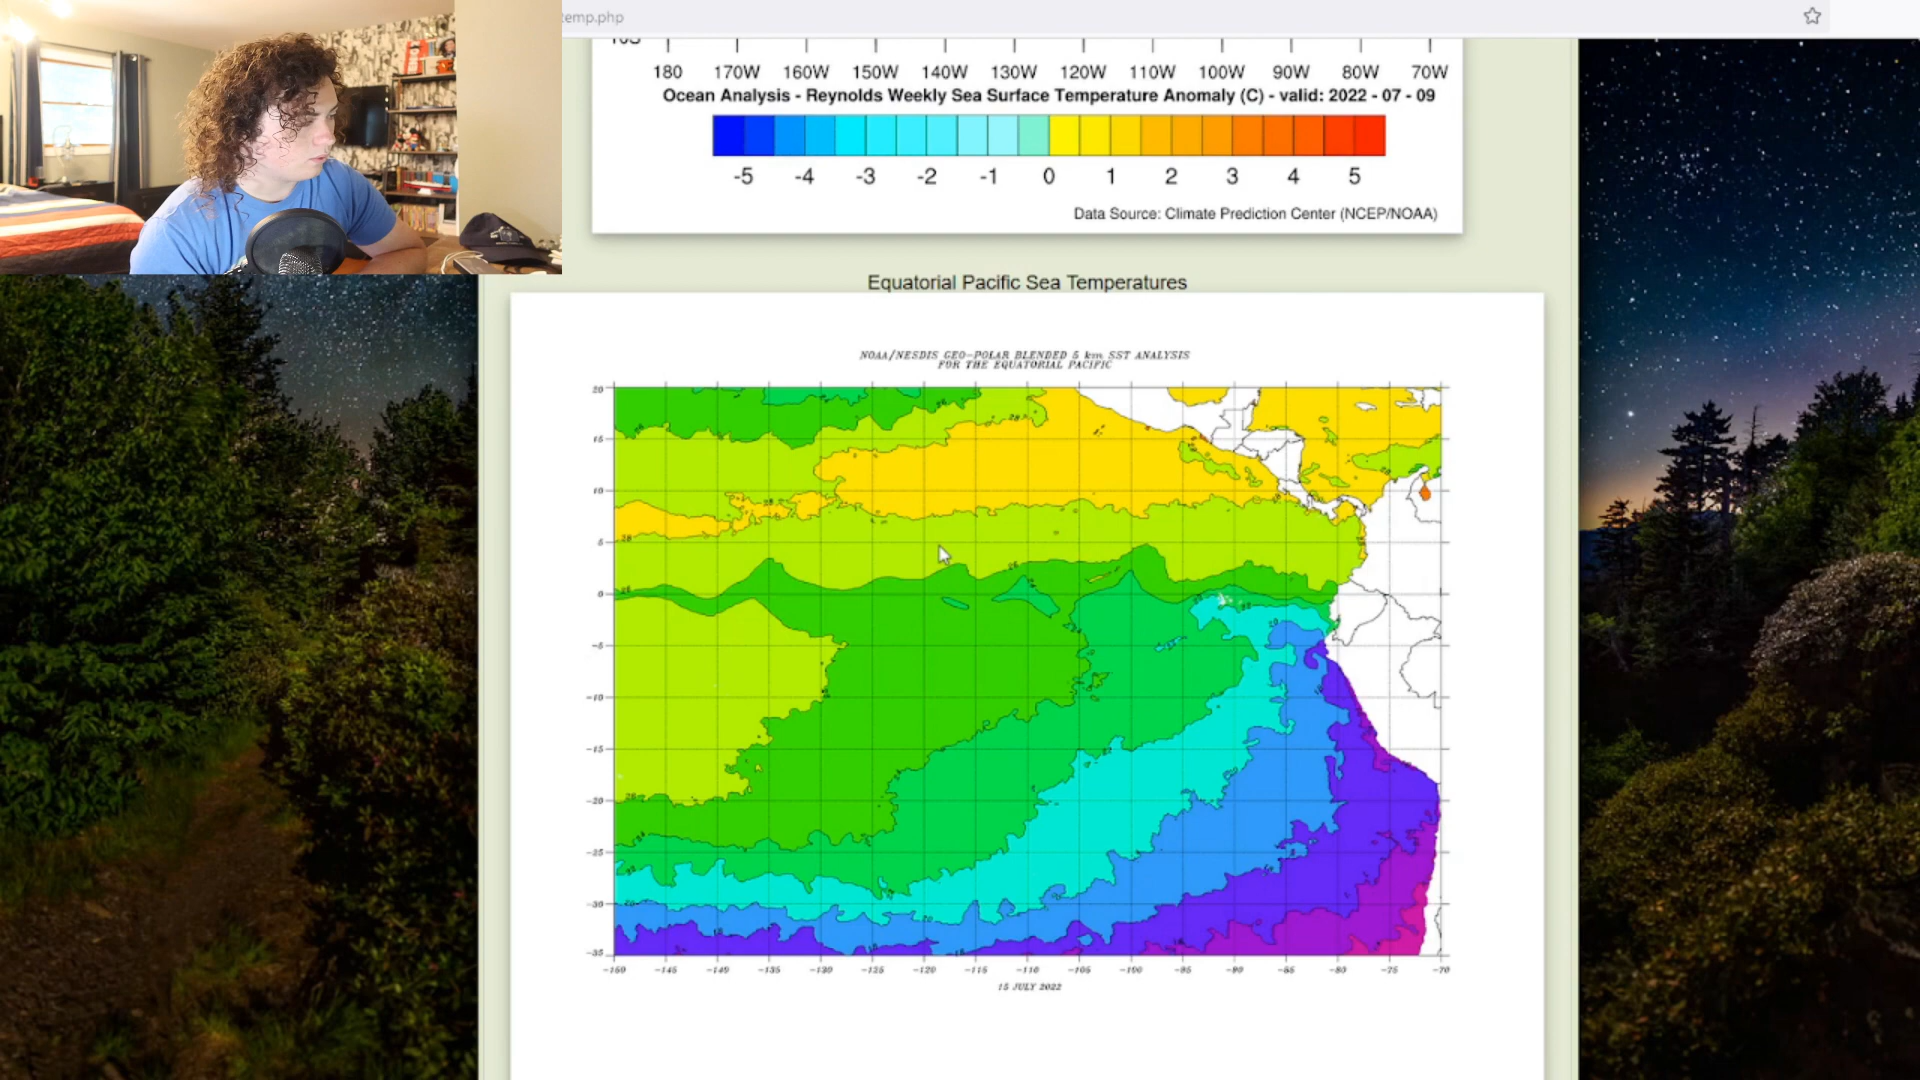 temp.php
10S
180 170W 160W 150W 140W 130W 120W 110W 100W 90W 80W 70W
Ocean Analysis - Reynolds Weekly Sea Surface Temperature Anomaly (C) - valid: 2022 - 07 - 09
-5 -4 -3 -2 -1 0 1 2 3 4 5
Data Source: Climate Prediction Center (NCEP/NOAA)
Equatorial Pacific Sea Temperatures
NOAA/NESDIS GEO-POLAR BLENDED 5 km SST ANALYSIS
FOR THE EQUATORIAL PACIFIC
20
15
10
5
0
-5
-10
-15
-20
-25
-30
-35
-150 -145 -140 -135 -130 -125 -120 -115 -110 -105 -100 -95 -90 -85 -80 -75 -70
15 JULY 2022